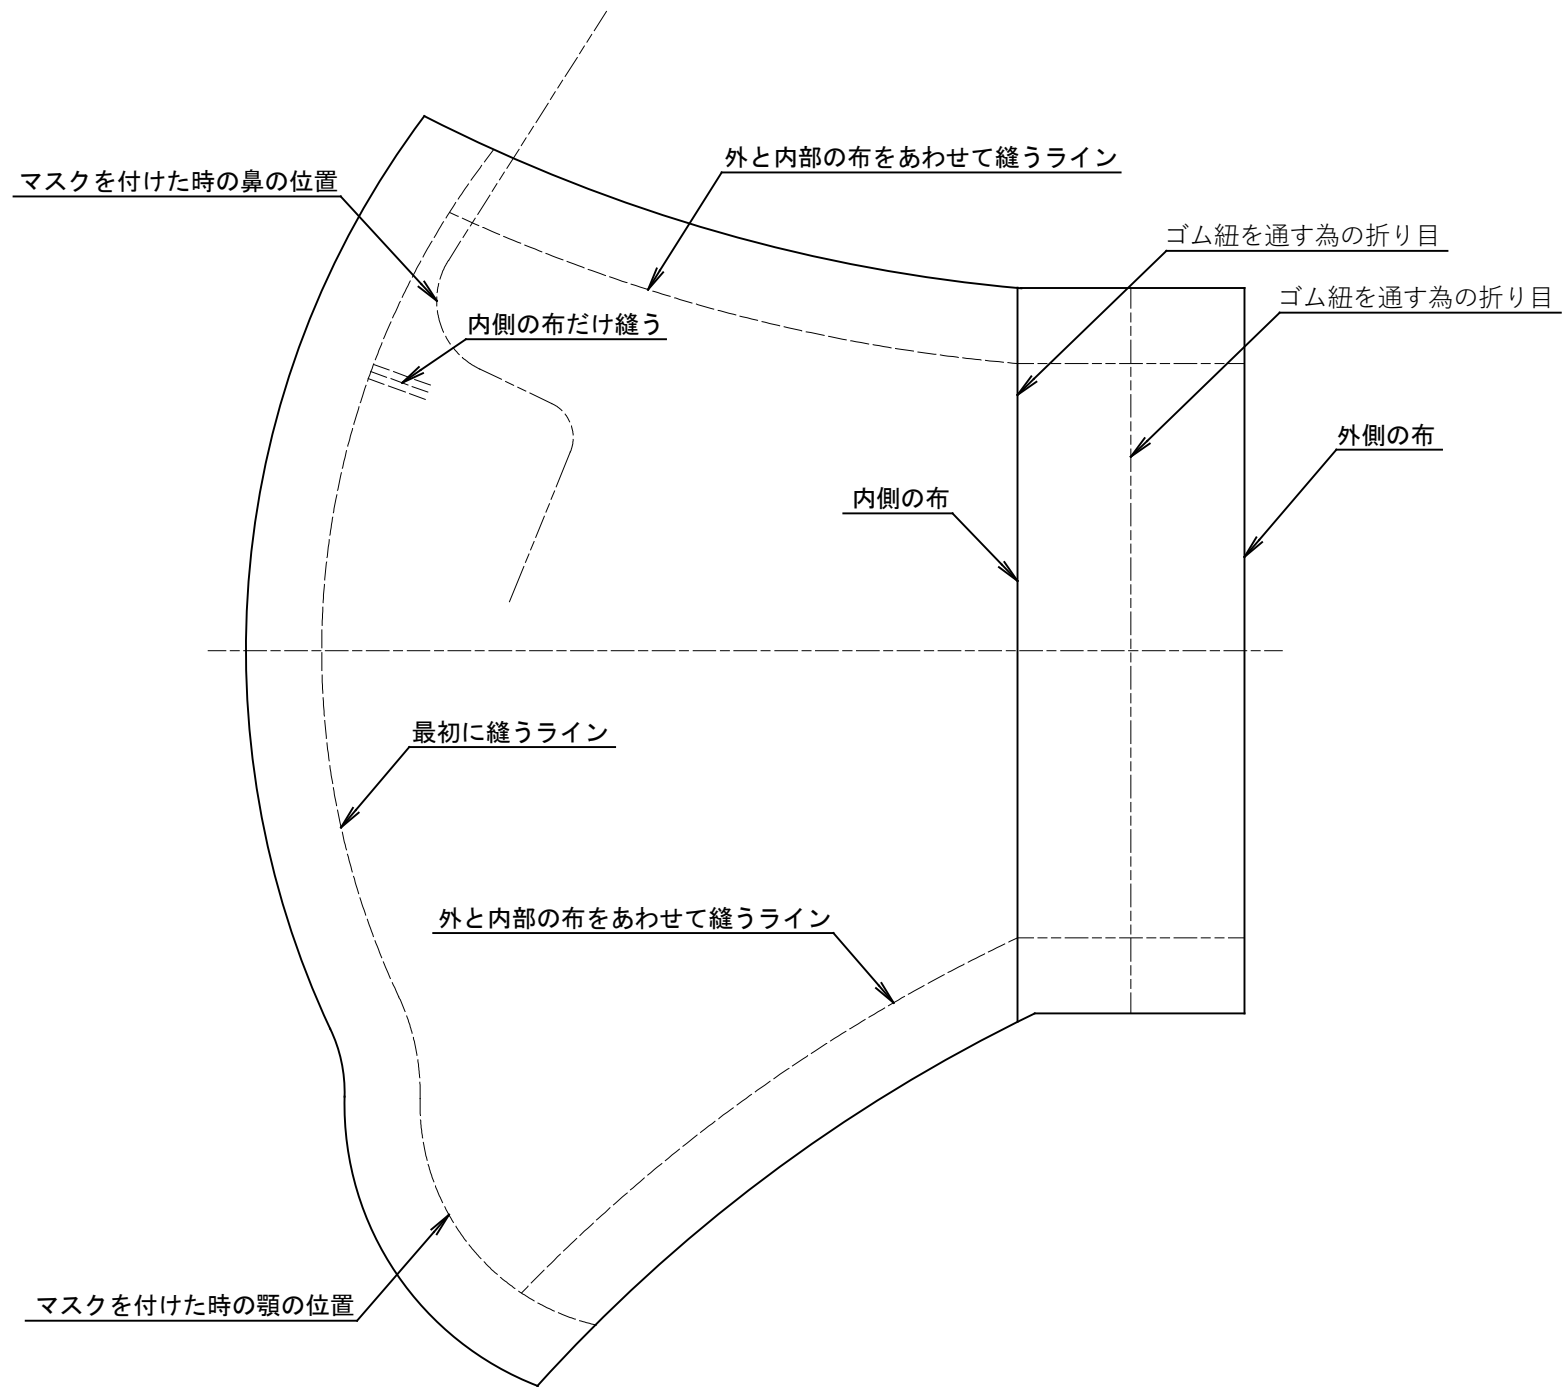 外と内部の布をあわせて縫うライン
マスクを付けた時の鼻の位置
ゴム紐を通す為の折り目
ゴム紐を通す為の折り目
内側の布だけ縫う
外側の布
内側の布
最初に縫うライン
外と内部の布をあわせて縫うライン
マスクを付けた時の顎の位置